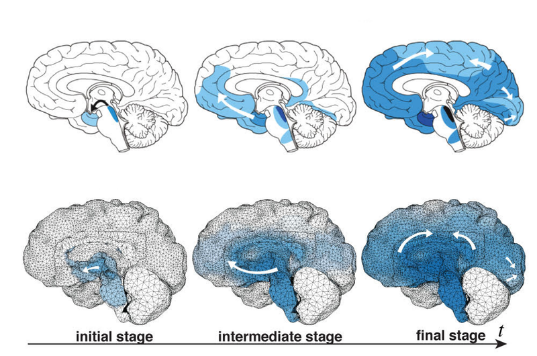 initial stage
intermediate stage
final stage
t